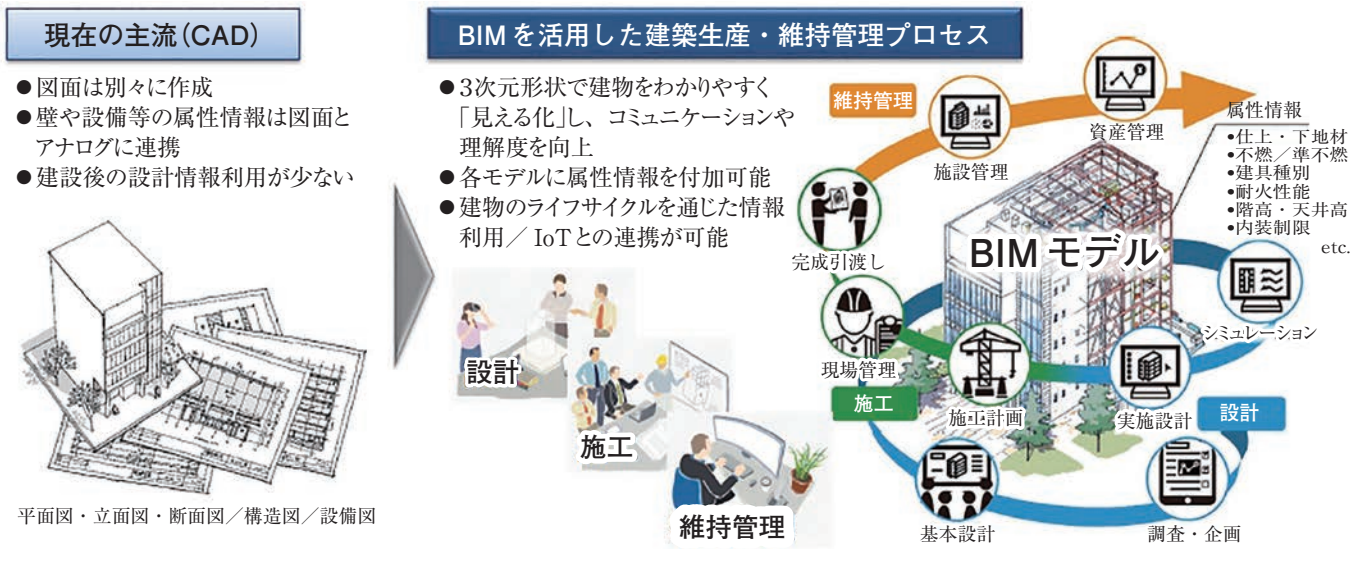 現在の主流(CAD)
●図面は別々に作成
●壁や設備等の属性情報は図面と
アナログに連携
●建設後の設計情報利用が少ない
平面図・立面図・断面図／構造図／設備図
BIMを活用した建築生産・維持管理プロセス
●3次元形状で建物をわかりやすく
「見える化」し、コミュニケーションや
理解度を向上
●各モデルに属性情報を付加可能
●建物のライフサイクルを通じた情報
利用／IoTとの連携が可能
設計
施工
維持管理
維持管理
資産管理
施設管理
完成引渡し
属性情報
•仕上・下地材
•不燃／準不燃
•建具種別
•耐火性能
•階高・天井高
•内装制限
etc.
BIMモデル
シミュレーション
現場管理
施工
施工計画
実施設計
設計
基本設計
調査・企画